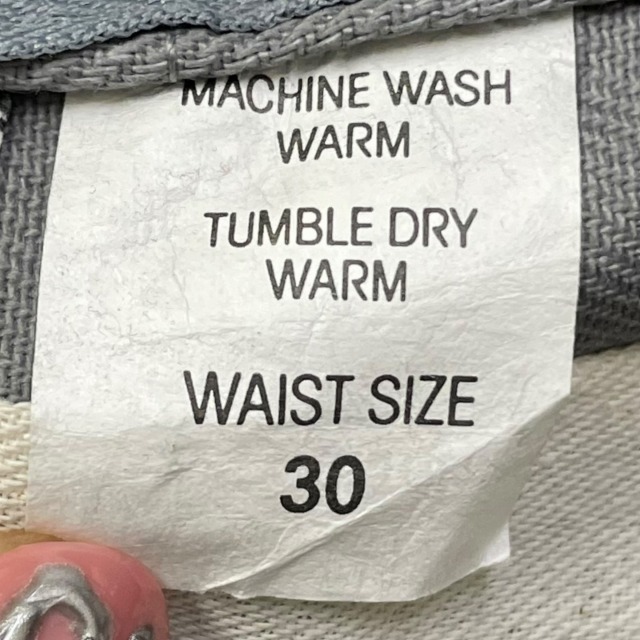 MACHINE WASH
WARM
TUMBLE DRY
WARM
WAIST SIZE
30